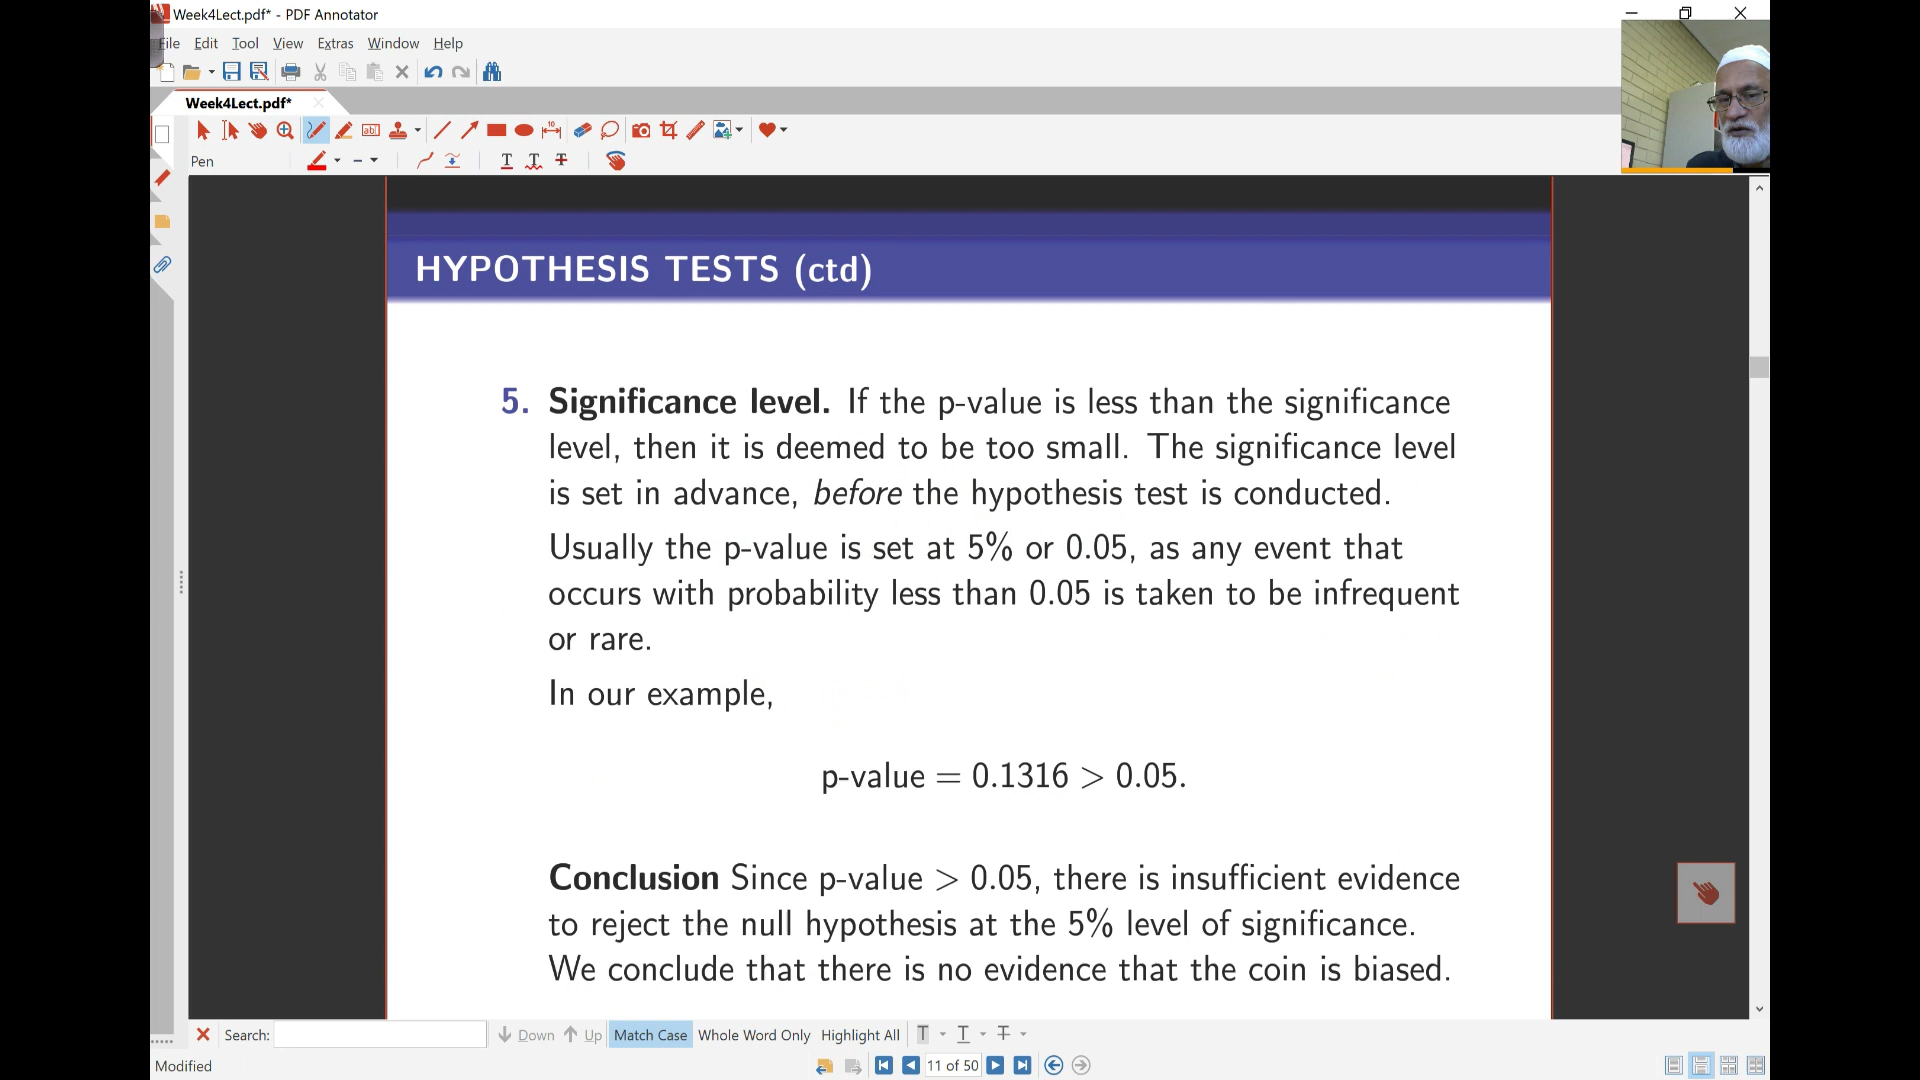 Week4Lect.pdf* - PDF Annotator
File Edit Tool View Extras Window Help
Week4Lect.pdf*
Pen
HYPOTHESIS TESTS (ctd)
5. Significance level. If the p-value is less than the significance
level, then it is deemed to be too small. The significance level
is set in advance, before the hypothesis test is conducted.
Usually the p-value is set at 5% or 0.05, as any event that
occurs with probability less than 0.05 is taken to be infrequent
or rare.
In our example,
p-value = 0.1316 > 0.05.
Conclusion Since p-value > 0.05, there is insufficient evidence
to reject the null hypothesis at the 5% level of significance.
We conclude that there is no evidence that the coin is biased.
Search: Down Up Match Case Whole Word Only Highlight All
Modified 11 of 50